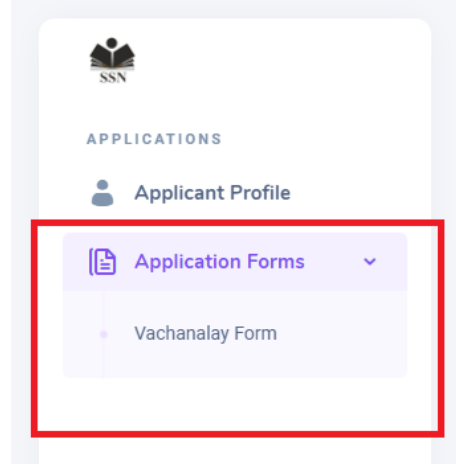 SSN
APPLICATIONS
Applicant Profile
Application Forms
Vachanalay Form